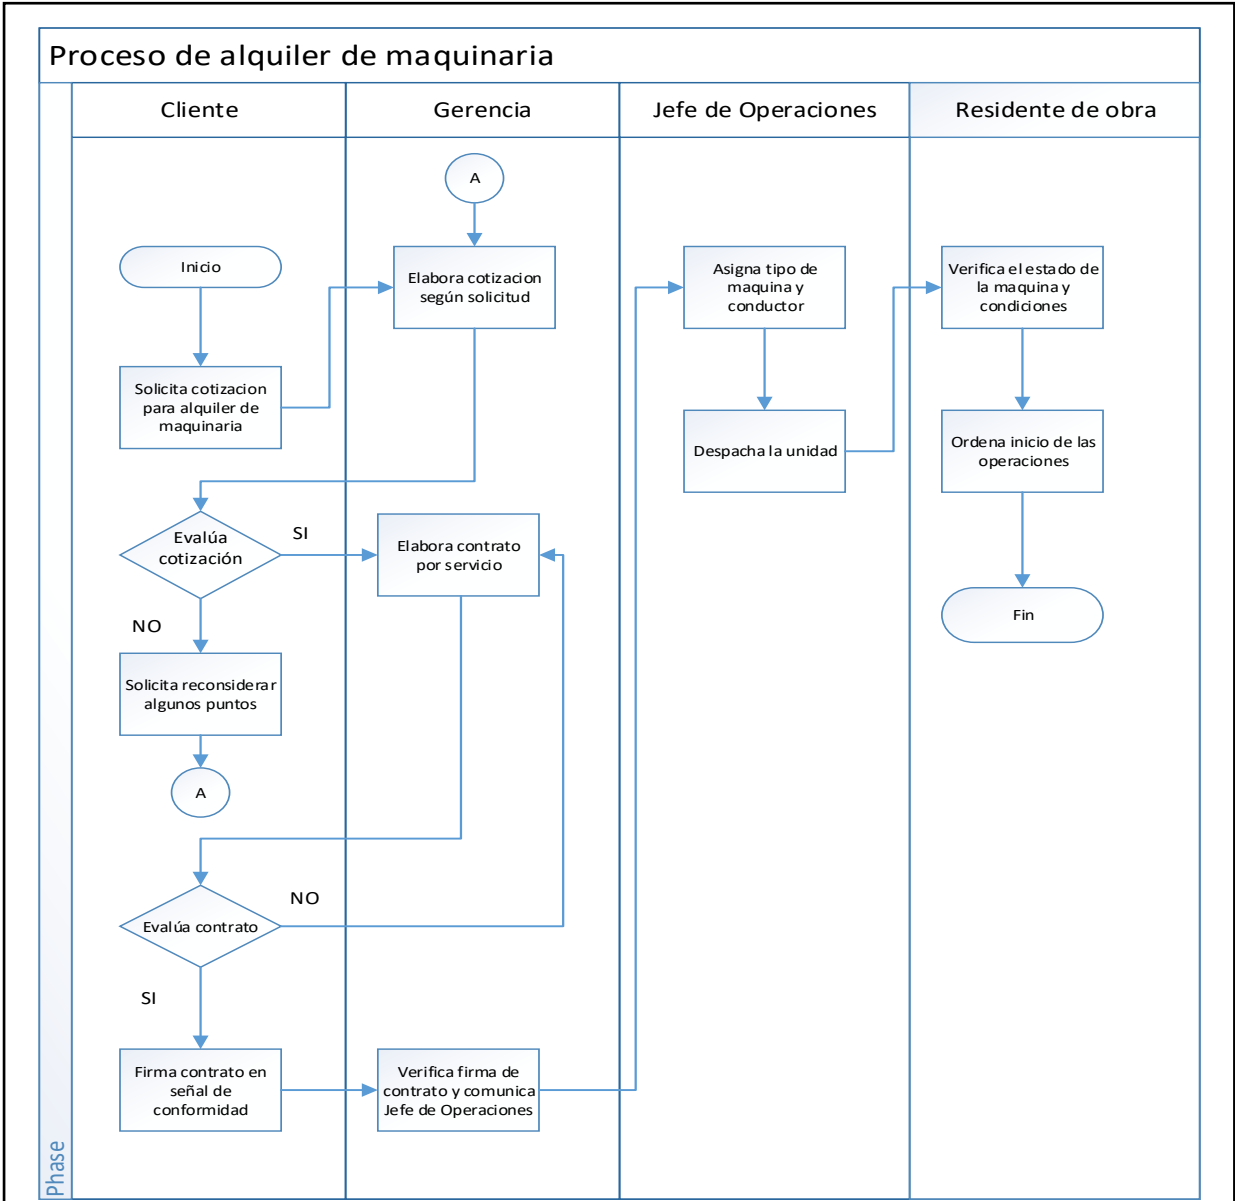 Proceso de alquiler de maquinaria
Cliente
Gerencia
Jefe de Operaciones
Residente de obra
A
Inicio
Elabora cotizacion
según solicitud
Asigna tipo de
maquina y
conductor
Verifica el estado de
la maquina y
condiciones
Solicita cotizacion
para alquiler de
maquinaria
Despacha la unidad
Ordena inicio de las
operaciones
Evalúa
cotización
SI
Elabora contrato
por servicio
Fin
NO
Solicita reconsiderar
algunos puntos
A
Evalúa contrato
NO
SI
Firma contrato en
señal de
conformidad
Verifica firma de
contrato y comunica
Jefe de Operaciones
Phase